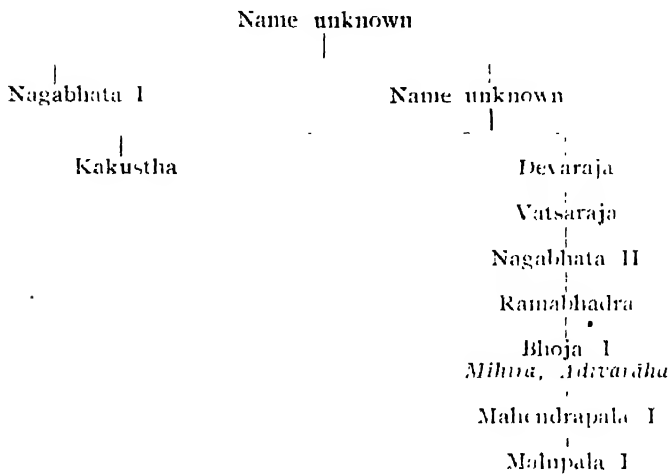 Name unknown
Nagabhata I Name unknown
Kakustha Devaraja
Vatsaraja
Nagabhata II
Ramabhadra
Bhoja I
Mihira, Adivaraha
Mahendrapala I
Mahipala I